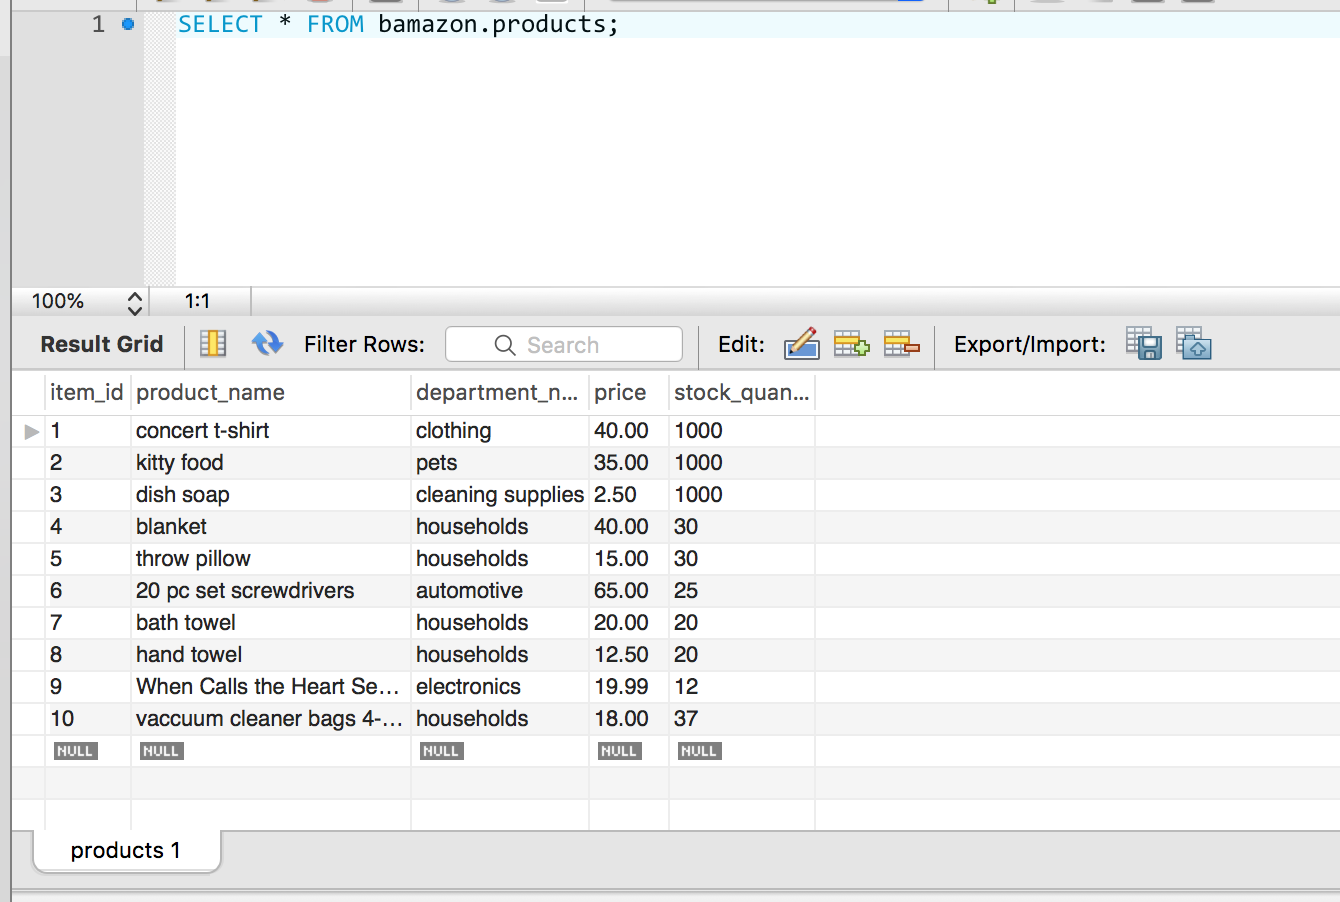 1 SELECT * FROM bamazon.products;
100% 1:1
Result Grid Filter Rows: Search Edit: Export/Import:
item_id product_name department_n... price stock_quan...
1 concert t-shirt clothing 40.00 1000
2 kitty food pets 35.00 1000
3 dish soap cleaning supplies 2.50 1000
4 blanket households 40.00 30
5 throw pillow households 15.00 30
6 20 pc set screwdrivers automotive 65.00 25
7 bath towel households 20.00 20
8 hand towel households 12.50 20
9 When Calls the Heart Se... electronics 19.99 12
10 vaccuum cleaner bags 4-... households 18.00 37
NULL NULL NULL NULL NULL
products 1